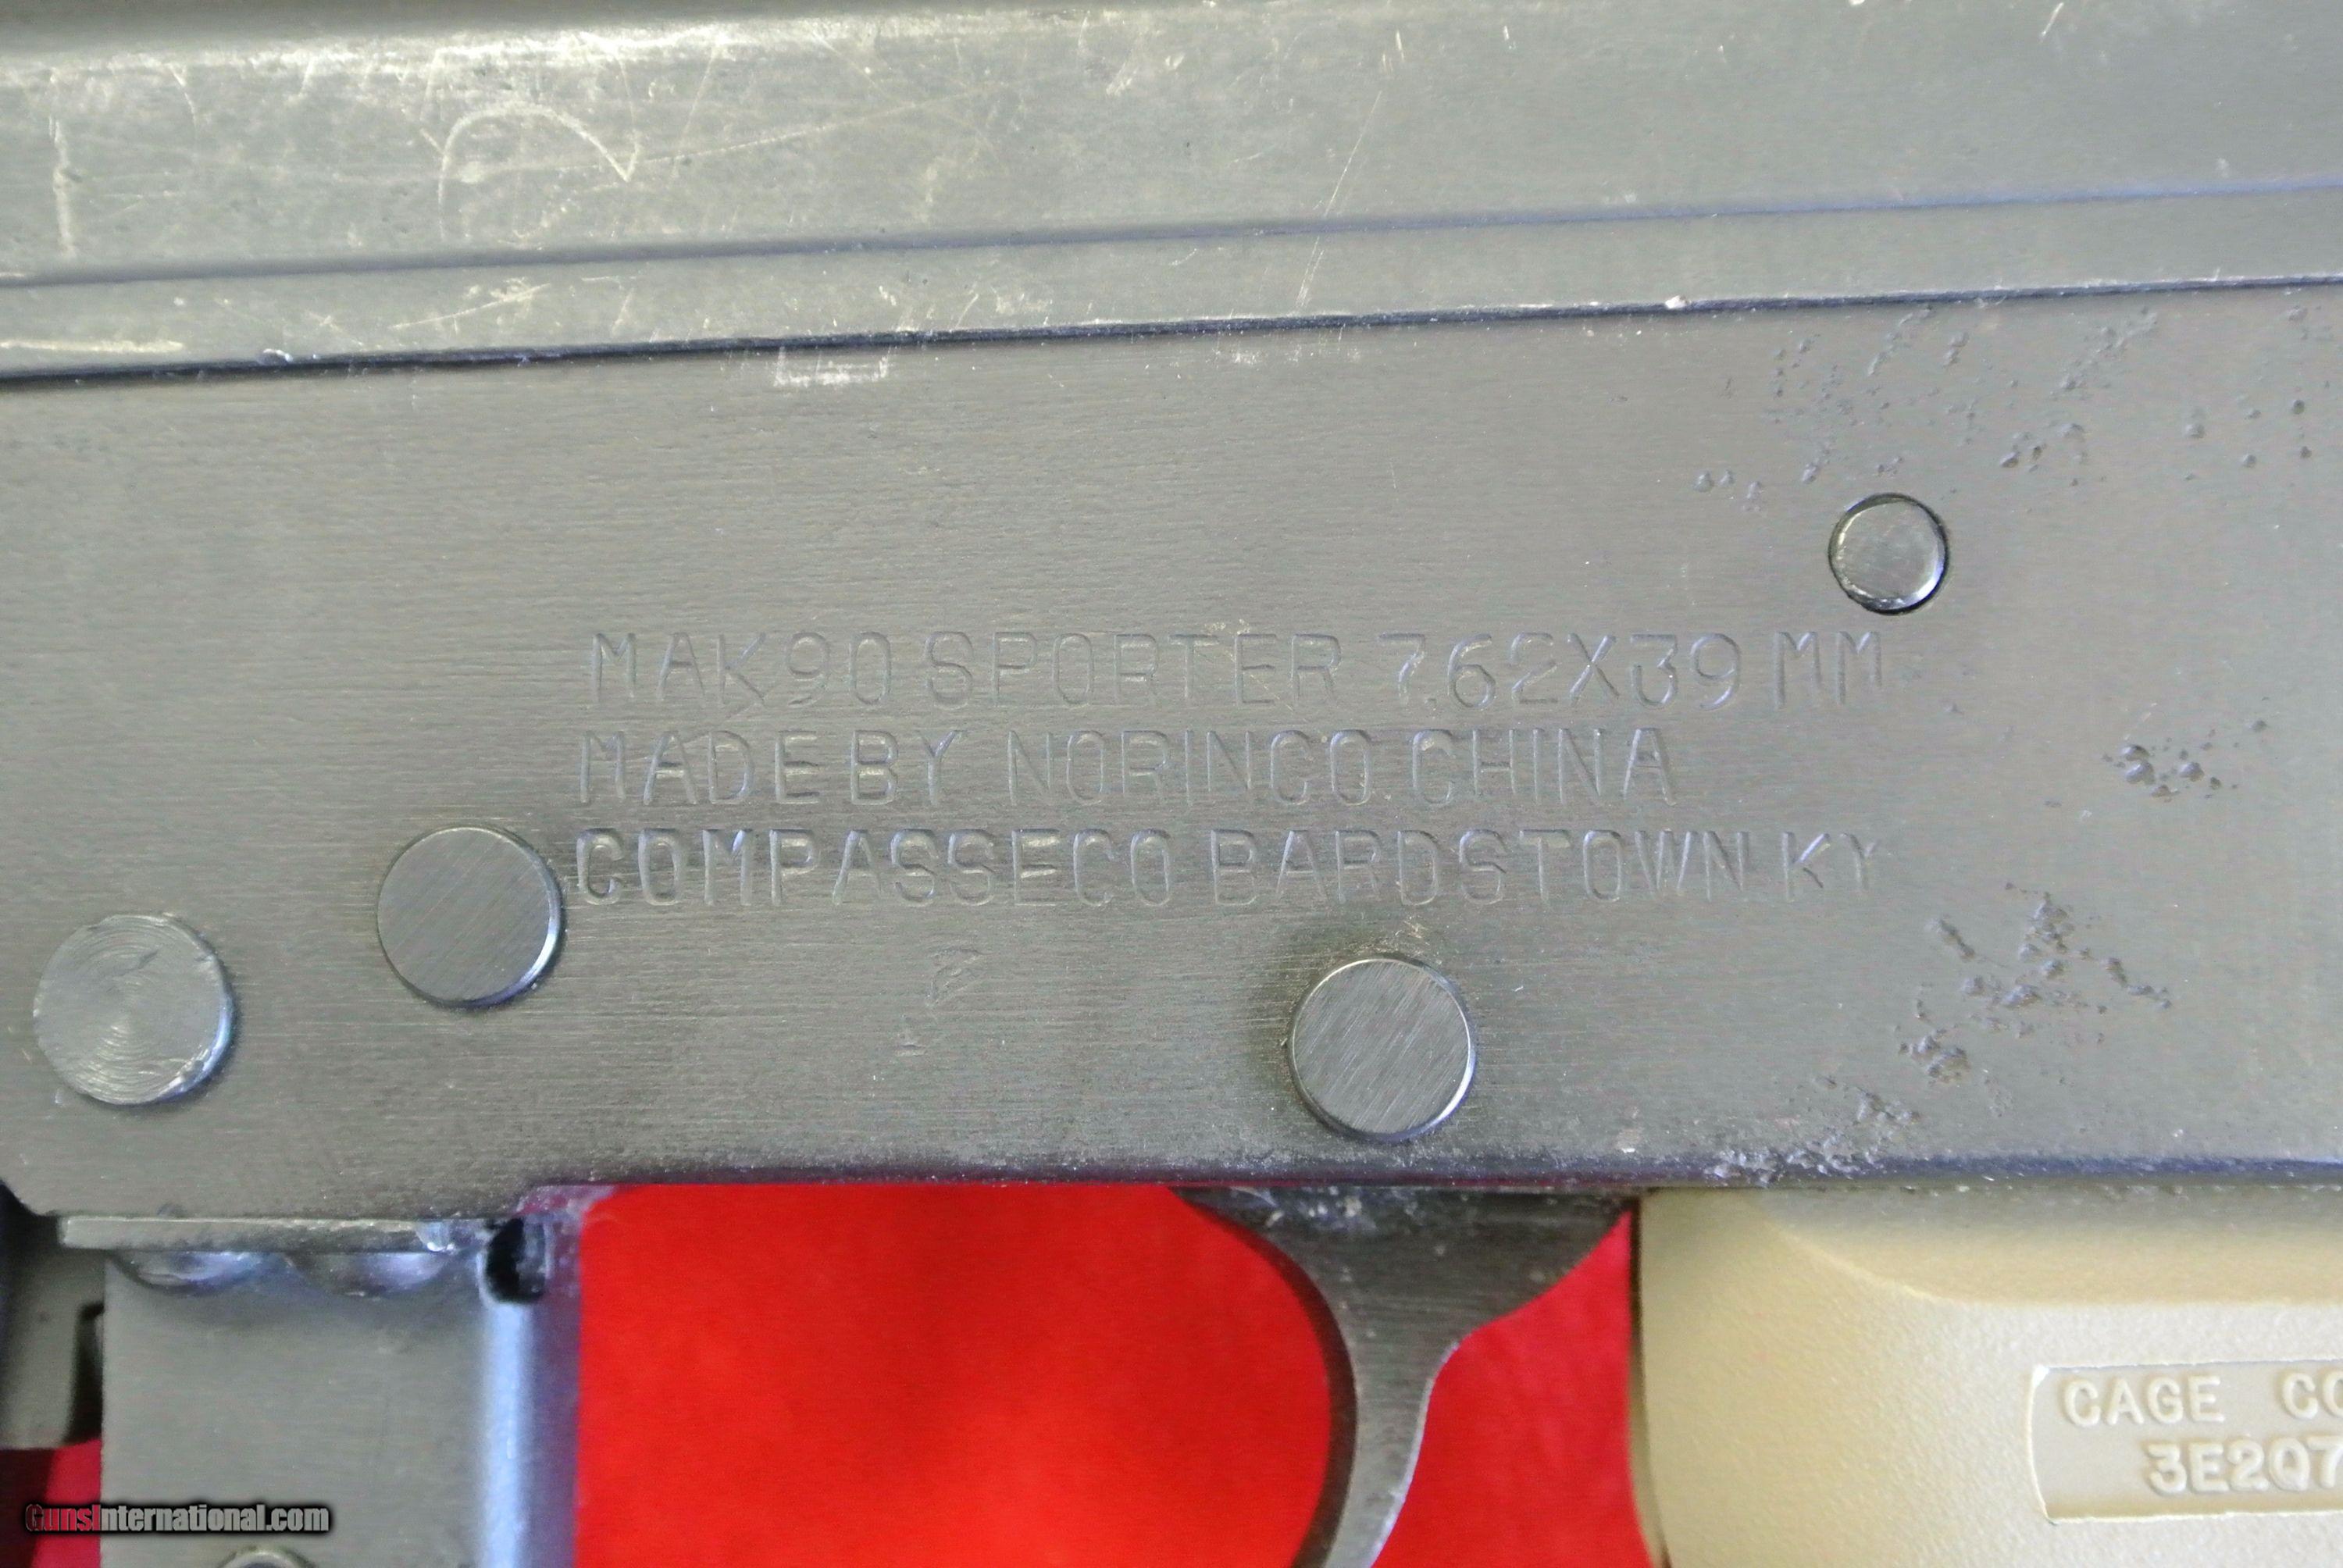 MAK90 SPORTER 7.62X39 MM
MADE BY NORINCO.CHINA
COMPASSECO BARDSTOWN.KY
CAGE
3E2Q7
GunsInternational.com